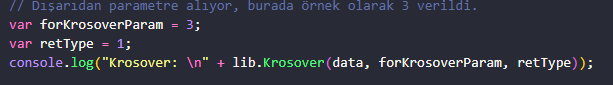 // Dışarıdan parametre alıyor, burada örnek olarak 3 verildi.
var forKrosoverParam = 3;
var retType = 1;
console.log("Krosover: \n" + lib.Krosover(data, forKrosoverParam, retType));